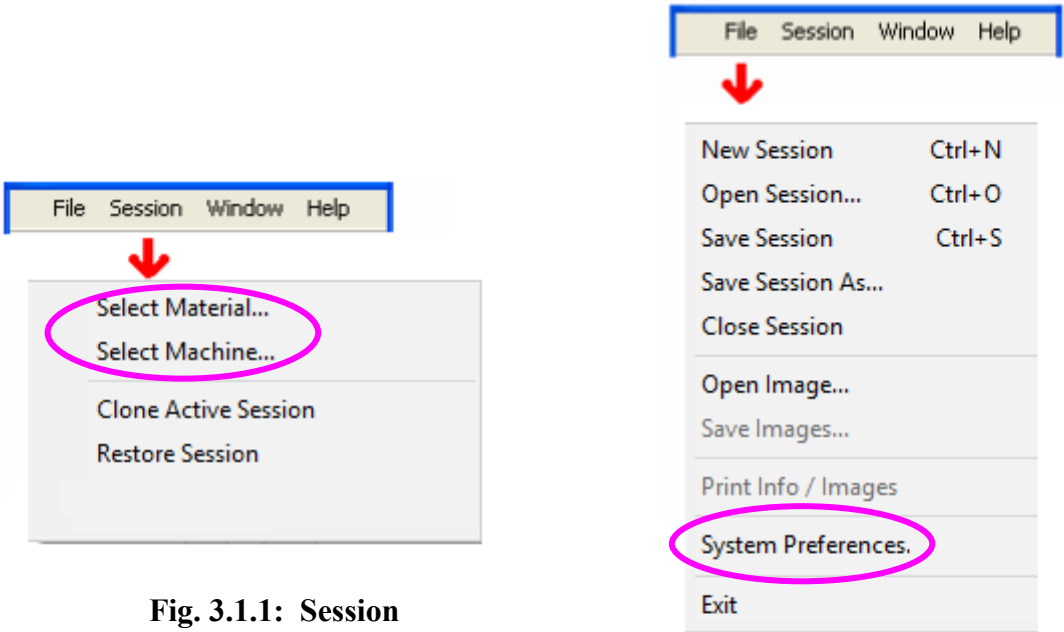 File Session Window Help
Select Material...
Select Machine...
Clone Active Session
Restore Session
Fig. 3.1.1: Session
File Session Window Help
New Session Ctrl+N
Open Session... Ctrl+O
Save Session Ctrl+S
Save Session As...
Close Session
Open Image...
Save Images...
Print Info / Images
System Preferences.
Exit